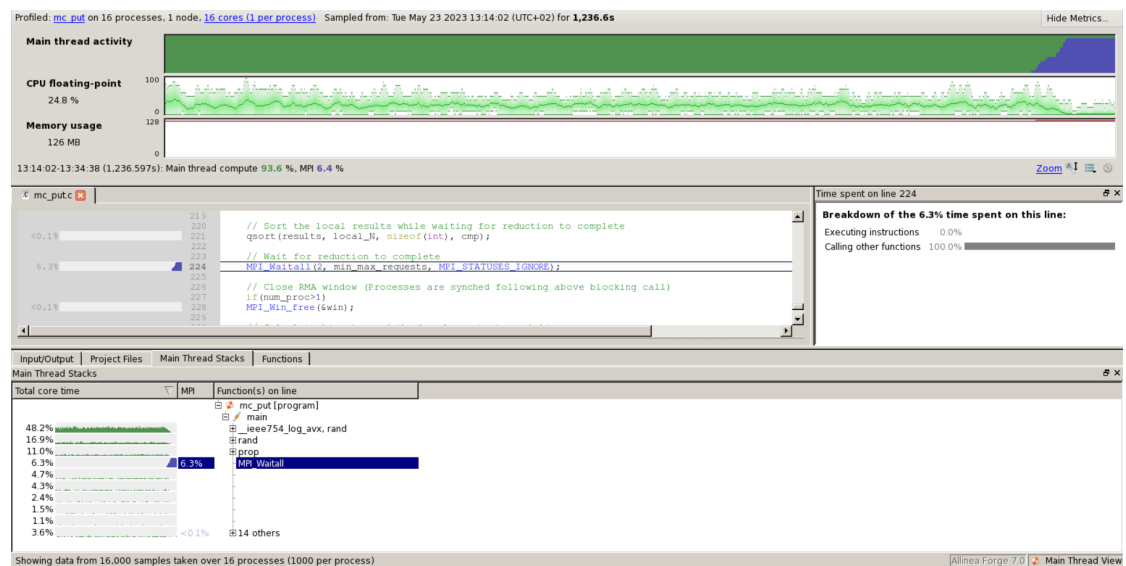 Profiled: mc_put on 16 processes, 1 node, 16 cores (1 per process) Sampled from: Tue May 23 2023 13:14:02 (UTC+02) for 1,236.6s Hide Metrics...
Main thread activity
CPU floating-point 100
24.8 % 0
Memory usage 128
126 MB 0
13:14:02-13:34:38 (1,236.597s): Main thread compute 93.6 %, MPI 6.4 % Zoom
mc_put.c
219
220 // Sort the local results while waiting for reduction to complete
<0.1% 221 qsort(results, local_N, sizeof(int), cmp);
222
223 // Wait for reduction to complete
6.3% 224 MPI_Waitall(2, min_max_requests, MPI_STATUSES_IGNORE);
225
226 // Close RMA window (Processes are synched following above blocking call)
227 if(num_proc>1)
<0.1% 228 MPI_Win_free(&win);
229
Time spent on line 224
Breakdown of the 6.3% time spent on this line:
Executing instructions 0.0%
Calling other functions 100.0%
Input/Output Project Files Main Thread Stacks Functions
Main Thread Stacks
Total core time MPI Function(s) on line
mc_put [program]
main
48.2% __ieee754_log_avx, rand
16.9% rand
11.0% prop
6.3% 6.3% MPI_Waitall
4.7%
4.3%
2.4%
1.5%
1.1%
3.6% <0.1% 14 others
Showing data from 16,000 samples taken over 16 processes (1000 per process) Allinea Forge 7.0 Main Thread View